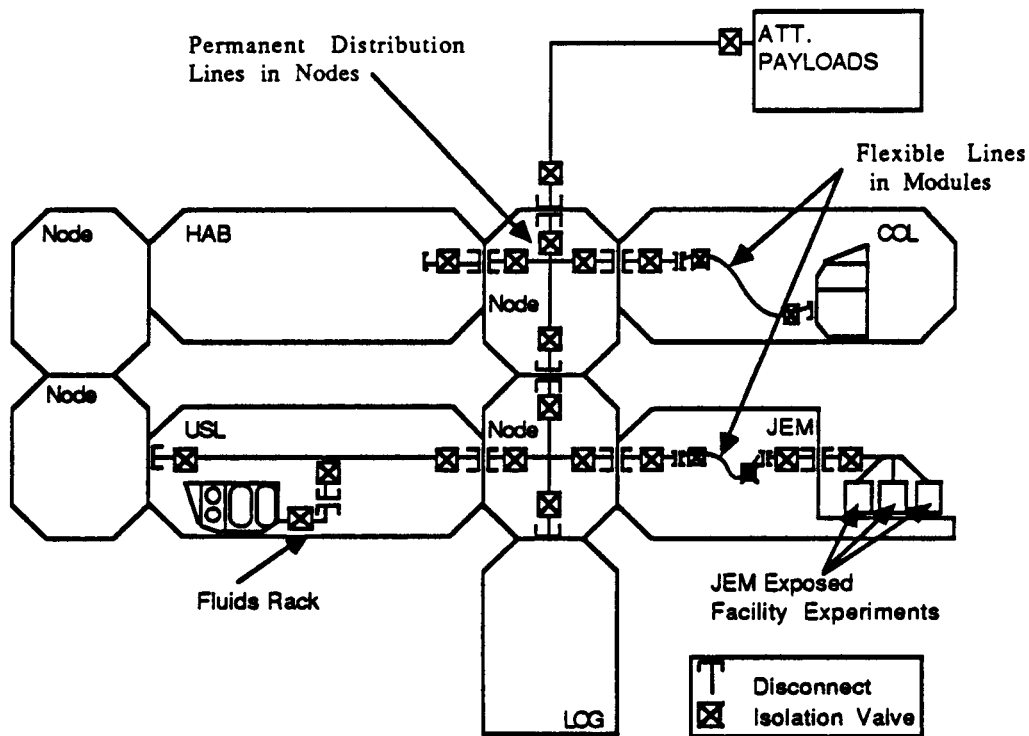 ATT.
PAYLOADS
Permanent Distribution
Lines in Nodes
Flexible Lines
in Modules
Node
HAB
Node
COL
Node
USL
Node
JEM
Fluids Rack
JEM Exposed
Facility Experiments
LOG
Disconnect
Isolation Valve